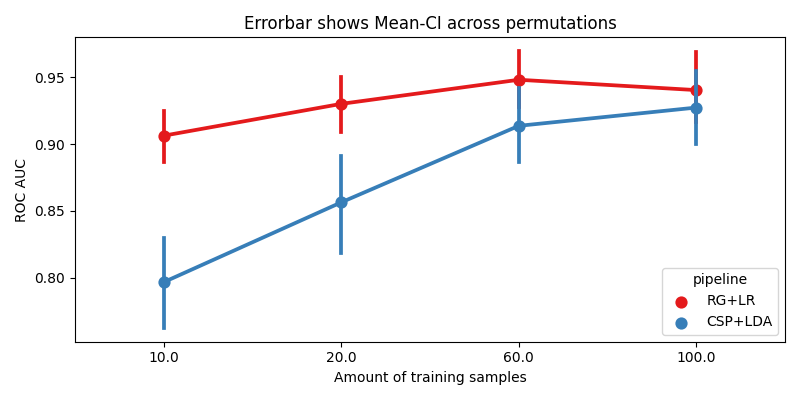 Errorbar shows Mean-CI across permutations
ROC AUC
0.95
0.90
0.85
0.80
10.0
20.0
60.0
100.0
Amount of training samples
pipeline
RG+LR
CSP+LDA